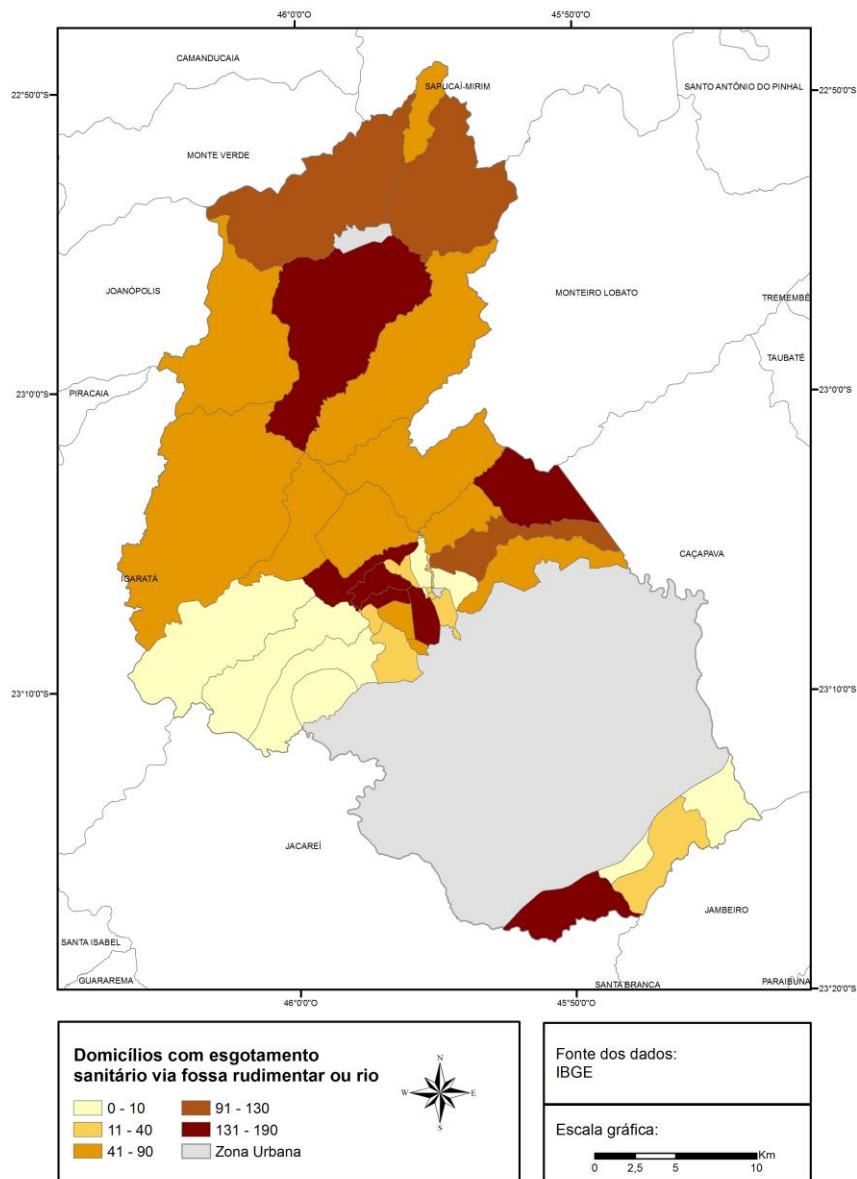 46°0'0"O 45°50'0"O
CAMANDUCAIA
22°50'0"S SAPUCAÍ-MIRIM SANTO ANTÔNIO DO PINHAL 22°50'0"S
MONTE VERDE
JOANÓPOLIS MONTEIRO LOBATO TREMEMBÉ
TAUBATÉ
23°0'0"S PIRACAIA 23°0'0"S
CAÇAPAVA
IGARATÁ
23°10'0"S 23°10'0"S
JACAREÍ
JAMBEIRO
SANTA ISABEL
GUARAREMA SANTA BRANCA PARAIBUNA
23°20'0"S
46°0'0"O 45°50'0"O
Domicílios com esgotamento
sanitário via fossa rudimentar ou rio
0 - 10 91 - 130
11 - 40 131 - 190
41 - 90 Zona Urbana
N
W E
S
Fonte dos dados:
IBGE
Escala gráfica:
Km
0 2,5 5 10